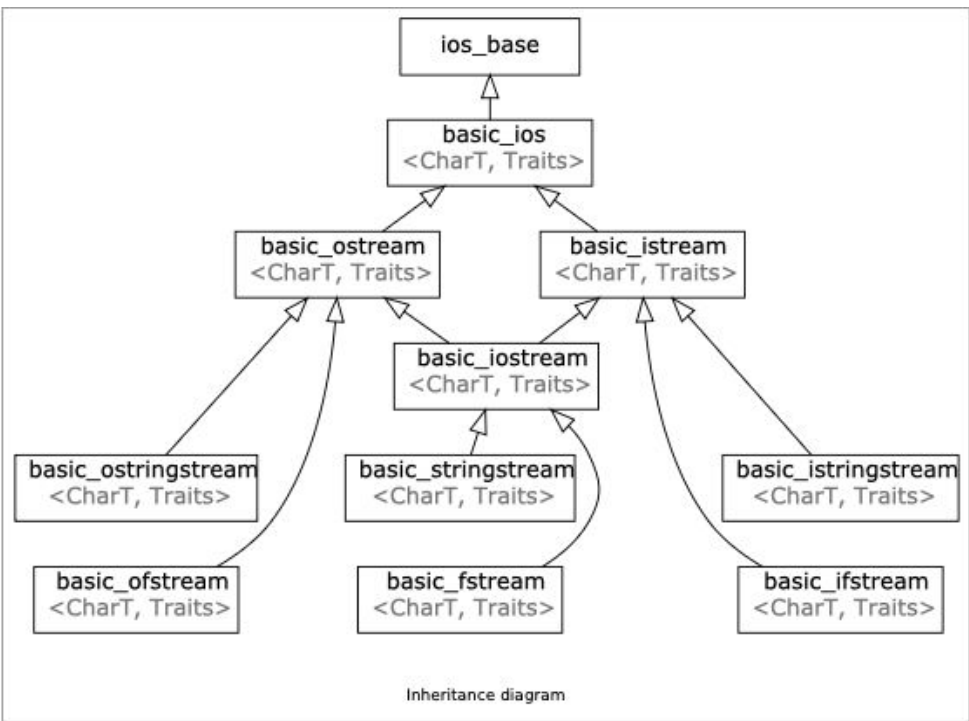 ios_base
basic_ios
<CharT, Traits>
basic_ostream
<CharT, Traits>
basic_istream
<CharT, Traits>
basic_iostream
<CharT, Traits>
basic_ostringstream
<CharT, Traits>
basic_stringstream
<CharT, Traits>
basic_istringstream
<CharT, Traits>
basic_ofstream
<CharT, Traits>
basic_fstream
<CharT, Traits>
basic_ifstream
<CharT, Traits>
Inheritance diagram